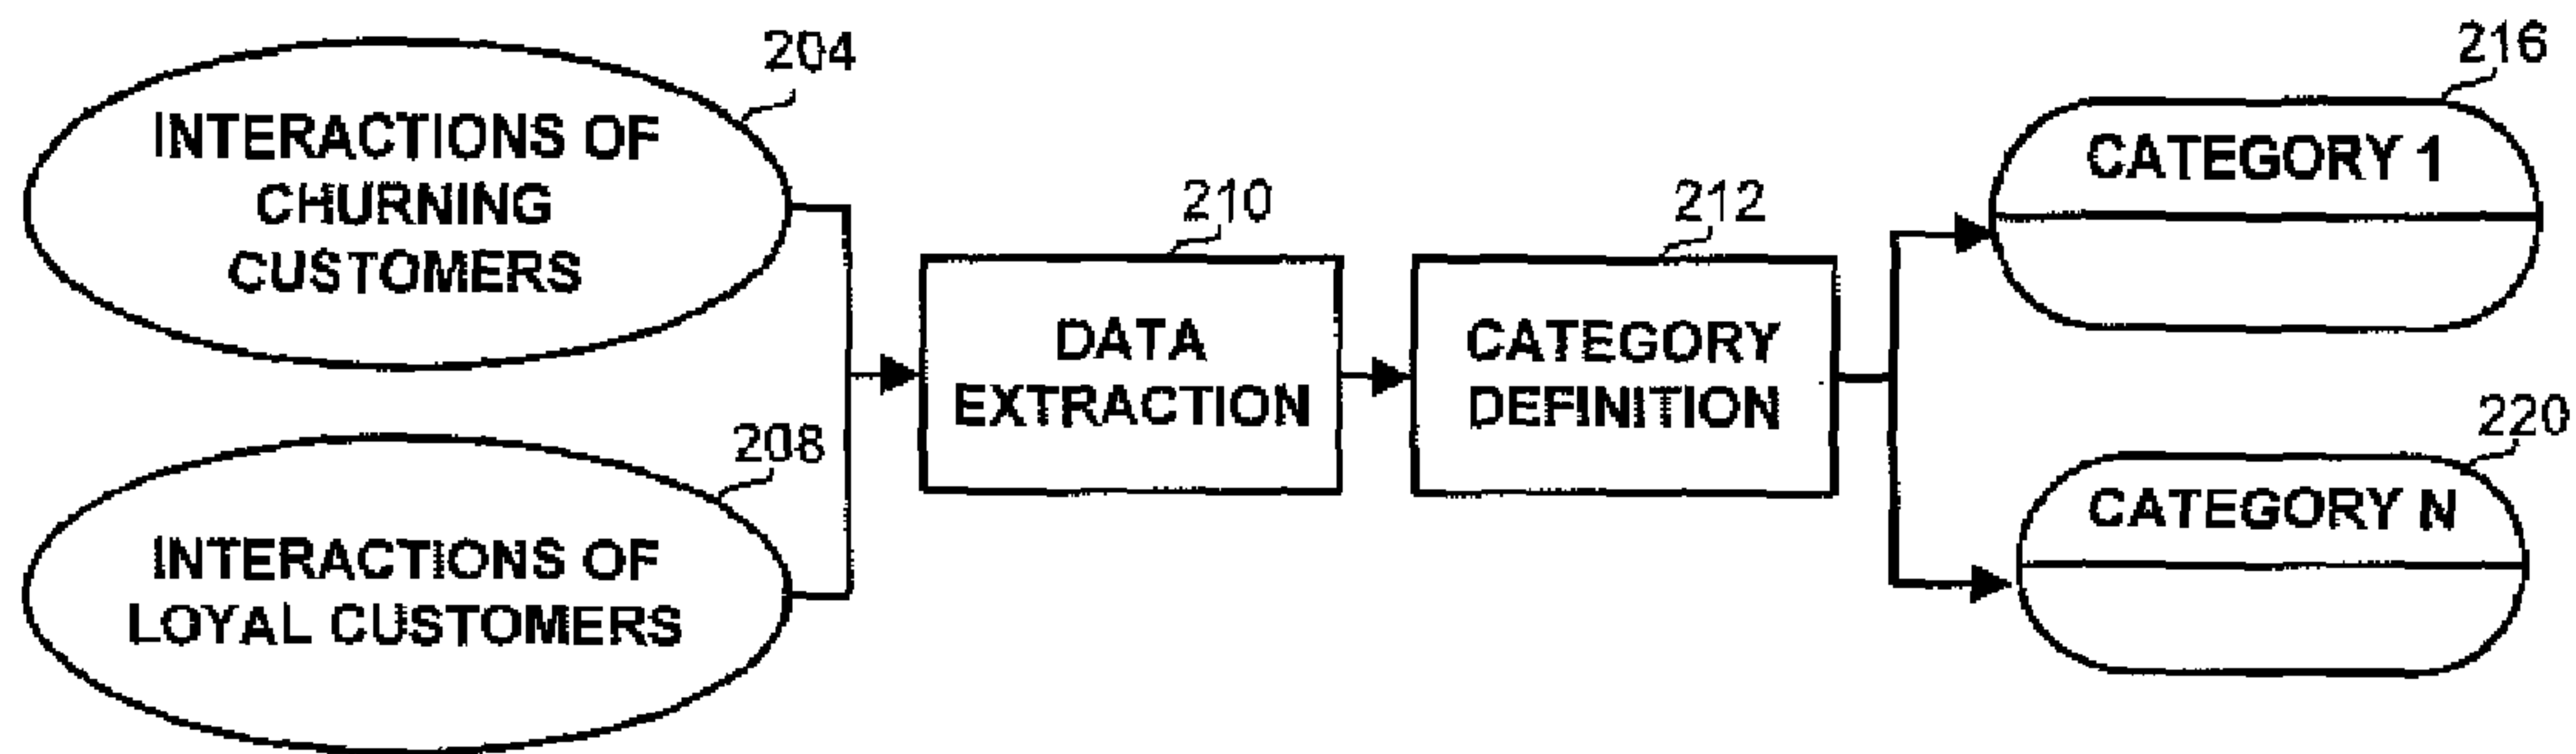 204
INTERACTIONS OF
CHURNING
CUSTOMERS
208
INTERACTIONS OF
LOYAL CUSTOMERS
210
DATA
EXTRACTION
212
CATEGORY
DEFINITION
216
CATEGORY 1
220
CATEGORY N